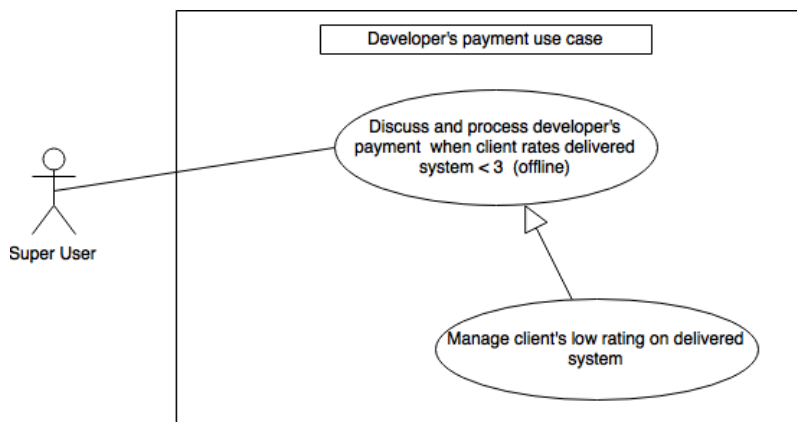 Developer's payment use case
Discuss and process developer's
payment when client rates delivered
system < 3 (offline)
Super User
Manage client's low rating on delivered
system